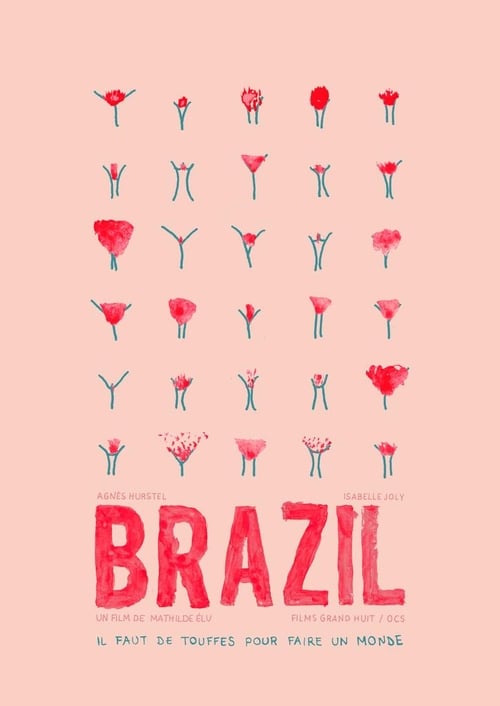 AGNÈS HURSTEL ISABELLE JOLY
BRAZIL
UN FILM DE MATHILDE ÉLU FILMS GRAND HUIT / OCS
IL FAUT DE TOUFFES POUR FAIRE UN MONDE